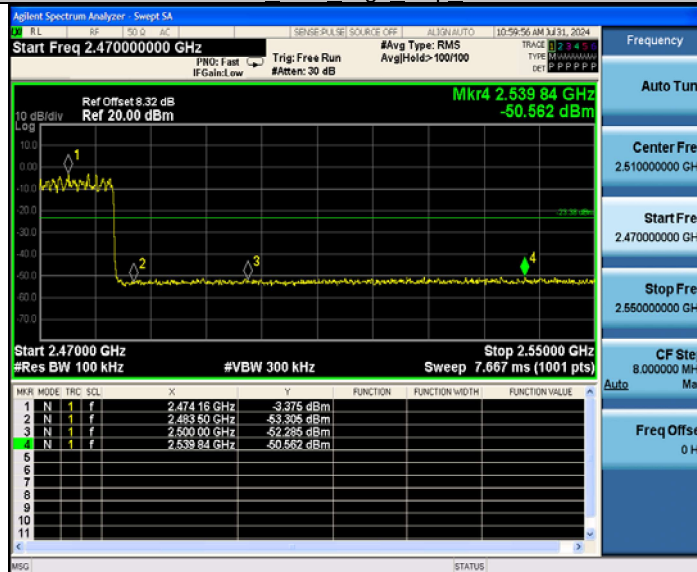 Agilent Spectrum Analyzer - Swept SA
RL RF 50 Ω AC SENSE:PULSE SOURCE OFF ALIGN AUTO 10:59:56 AM Jul 31, 2024
Start Freq 2.470000000 GHz
PNO: Fast
IFGain:Low
Trig: Free Run
#Atten: 30 dB
#Avg Type: RMS
Avg|Hold:> 100/100
TRACE 1 2 3 4 5 6
TYPE M
DET P P P P P P
Mkr4 2.539 84 GHz
-50.562 dBm
Ref Offset 8.32 dB
10 dB/div Ref 20.00 dBm
Log
10.0
0.00
-10.0
-20.0
-30.0
-40.0
-50.0
-60.0
-70.0
1
2
3
4
-23.38 dBm
Start 2.47000 GHz Stop 2.55000 GHz
#Res BW 100 kHz #VBW 300 kHz Sweep 7.667 ms (1001 pts)
MKR MODE TRC SCL X Y FUNCTION FUNCTION WIDTH FUNCTION VALUE
1 N 1 f 2.474 16 GHz -3.375 dBm
2 N 1 f 2.483 50 GHz -53.305 dBm
3 N 1 f 2.500 00 GHz -52.285 dBm
4 N 1 f 2.539 84 GHz -50.562 dBm
5
6
7
8
9
10
11
MSG STATUS
Frequency
Auto Tun
Center Fre
2.510000000 GH
Start Fre
2.470000000 GH
Stop Fre
2.550000000 GH
CF Ste
8.000000 MH
Auto Ma
Freq Offse
0 H